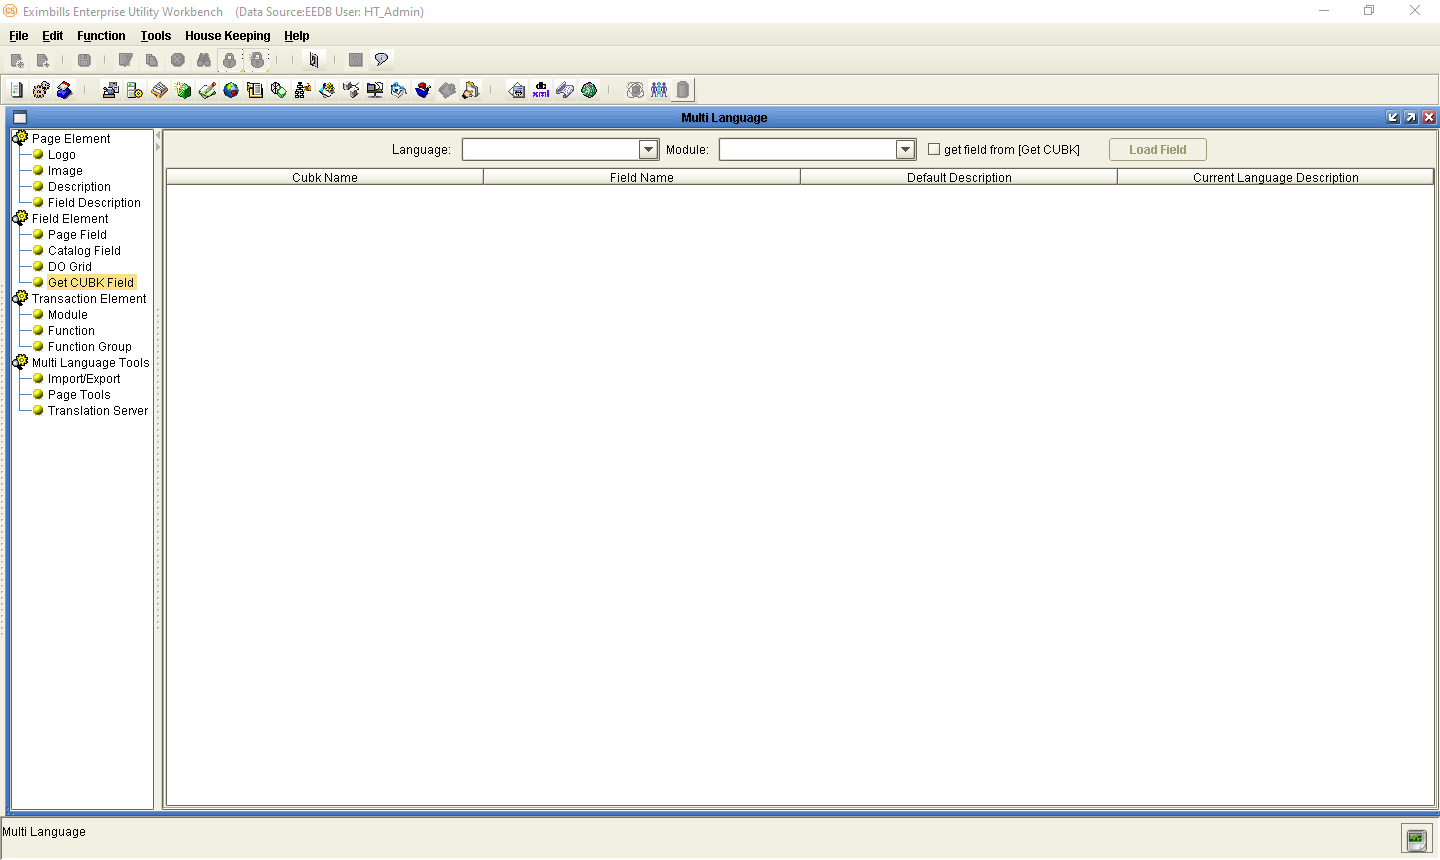 Eximbills Enterprise Utility Workbench (Data Source:EEDB User: HT_Admin)
File Edit Function Tools House Keeping Help
db
xml
Multi Language
Page Element
Logo
Image
Description
Field Description
Field Element
Page Field
Catalog Field
DO Grid
Get CUBK Field
Transaction Element
Module
Function
Function Group
Multi Language Tools
Import/Export
Page Tools
Translation Server
Language: Module: get field from [Get CUBK] Load Field
Cubk Name Field Name Default Description Current Language Description
Multi Language